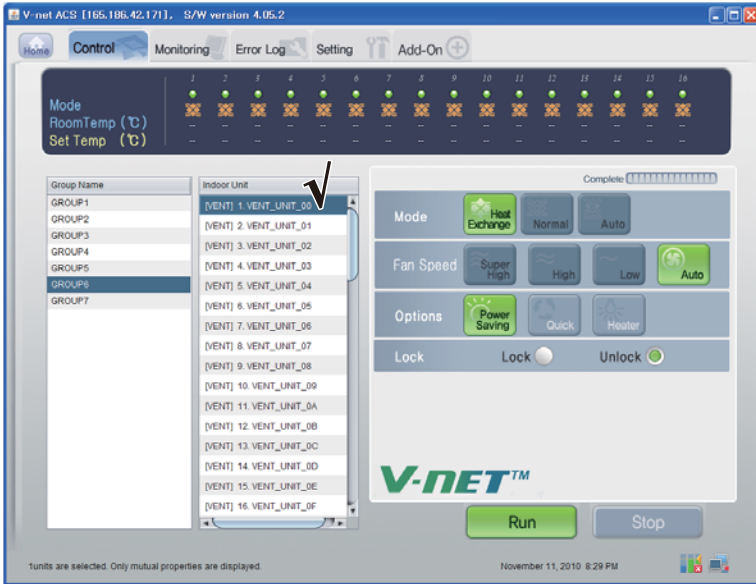 V-net ACS [165.186.42.171],   S/W version 4.05.2
Home Control Monitoring Error Log Setting Add-On
1 2 3 4 5 6 7 8 9 10 11 12 13 14 15 16
Mode
RoomTemp (℃) -- -- -- -- -- -- -- -- -- -- -- -- -- -- -- --
Set Temp (℃) -- -- -- -- -- -- -- -- -- -- -- -- -- -- -- --
Group Name
GROUP1
GROUP2
GROUP3
GROUP4
GROUP5
GROUP6
GROUP7
Indoor Unit
[VENT] 1. VENT_UNIT_00
[VENT] 2. VENT_UNIT_01
[VENT] 3. VENT_UNIT_02
[VENT] 4. VENT_UNIT_03
[VENT] 5. VENT_UNIT_04
[VENT] 6. VENT_UNIT_05
[VENT] 7. VENT_UNIT_06
[VENT] 8. VENT_UNIT_07
[VENT] 9. VENT_UNIT_08
[VENT] 10. VENT_UNIT_09
[VENT] 11. VENT_UNIT_0A
[VENT] 12. VENT_UNIT_0B
[VENT] 13. VENT_UNIT_0C
[VENT] 14. VENT_UNIT_0D
[VENT] 15. VENT_UNIT_0E
[VENT] 16. VENT_UNIT_0F
Complete
Mode
Heat
Exchange
Normal
Auto
Fan Speed
Super
High
High
Low
Auto
Options
Power
Saving
Quick
Heater
Lock
Lock
Unlock
V-NET™
Run
Stop
1units are selected. Only mutual properties are displayed.
November 11, 2010  8:29 PM